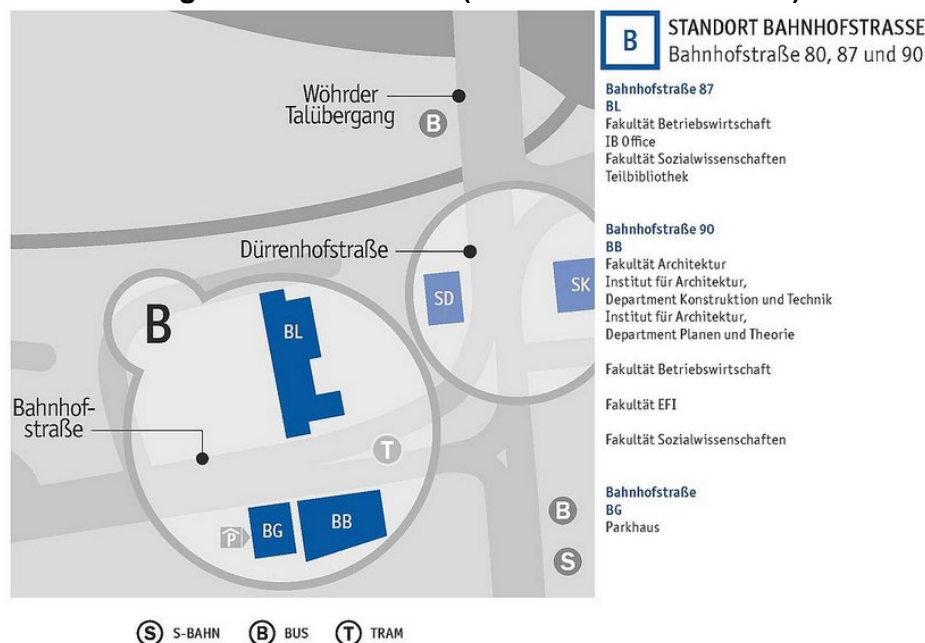 Wöhrder
Talübergang
B
Dürrenhofstraße
SD
SK
B
BL
Bahnhof-
straße
T
P
BG
BB
B
S
S S-BAHN B BUS T TRAM
B
STANDORT BAHNHOFSTRASSE
Bahnhofstraße 80, 87 und 90
Bahnhofstraße 87
BL
Fakultät Betriebswirtschaft
IB Office
Fakultät Sozialwissenschaften
Teilbibliothek
Bahnhofstraße 90
BB
Fakultät Architektur
Institut für Architektur,
Department Konstruktion und Technik
Institut für Architektur,
Department Planen und Theorie
Fakultät Betriebswirtschaft
Fakultät EFI
Fakultät Sozialwissenschaften
Bahnhofstraße
BG
Parkhaus